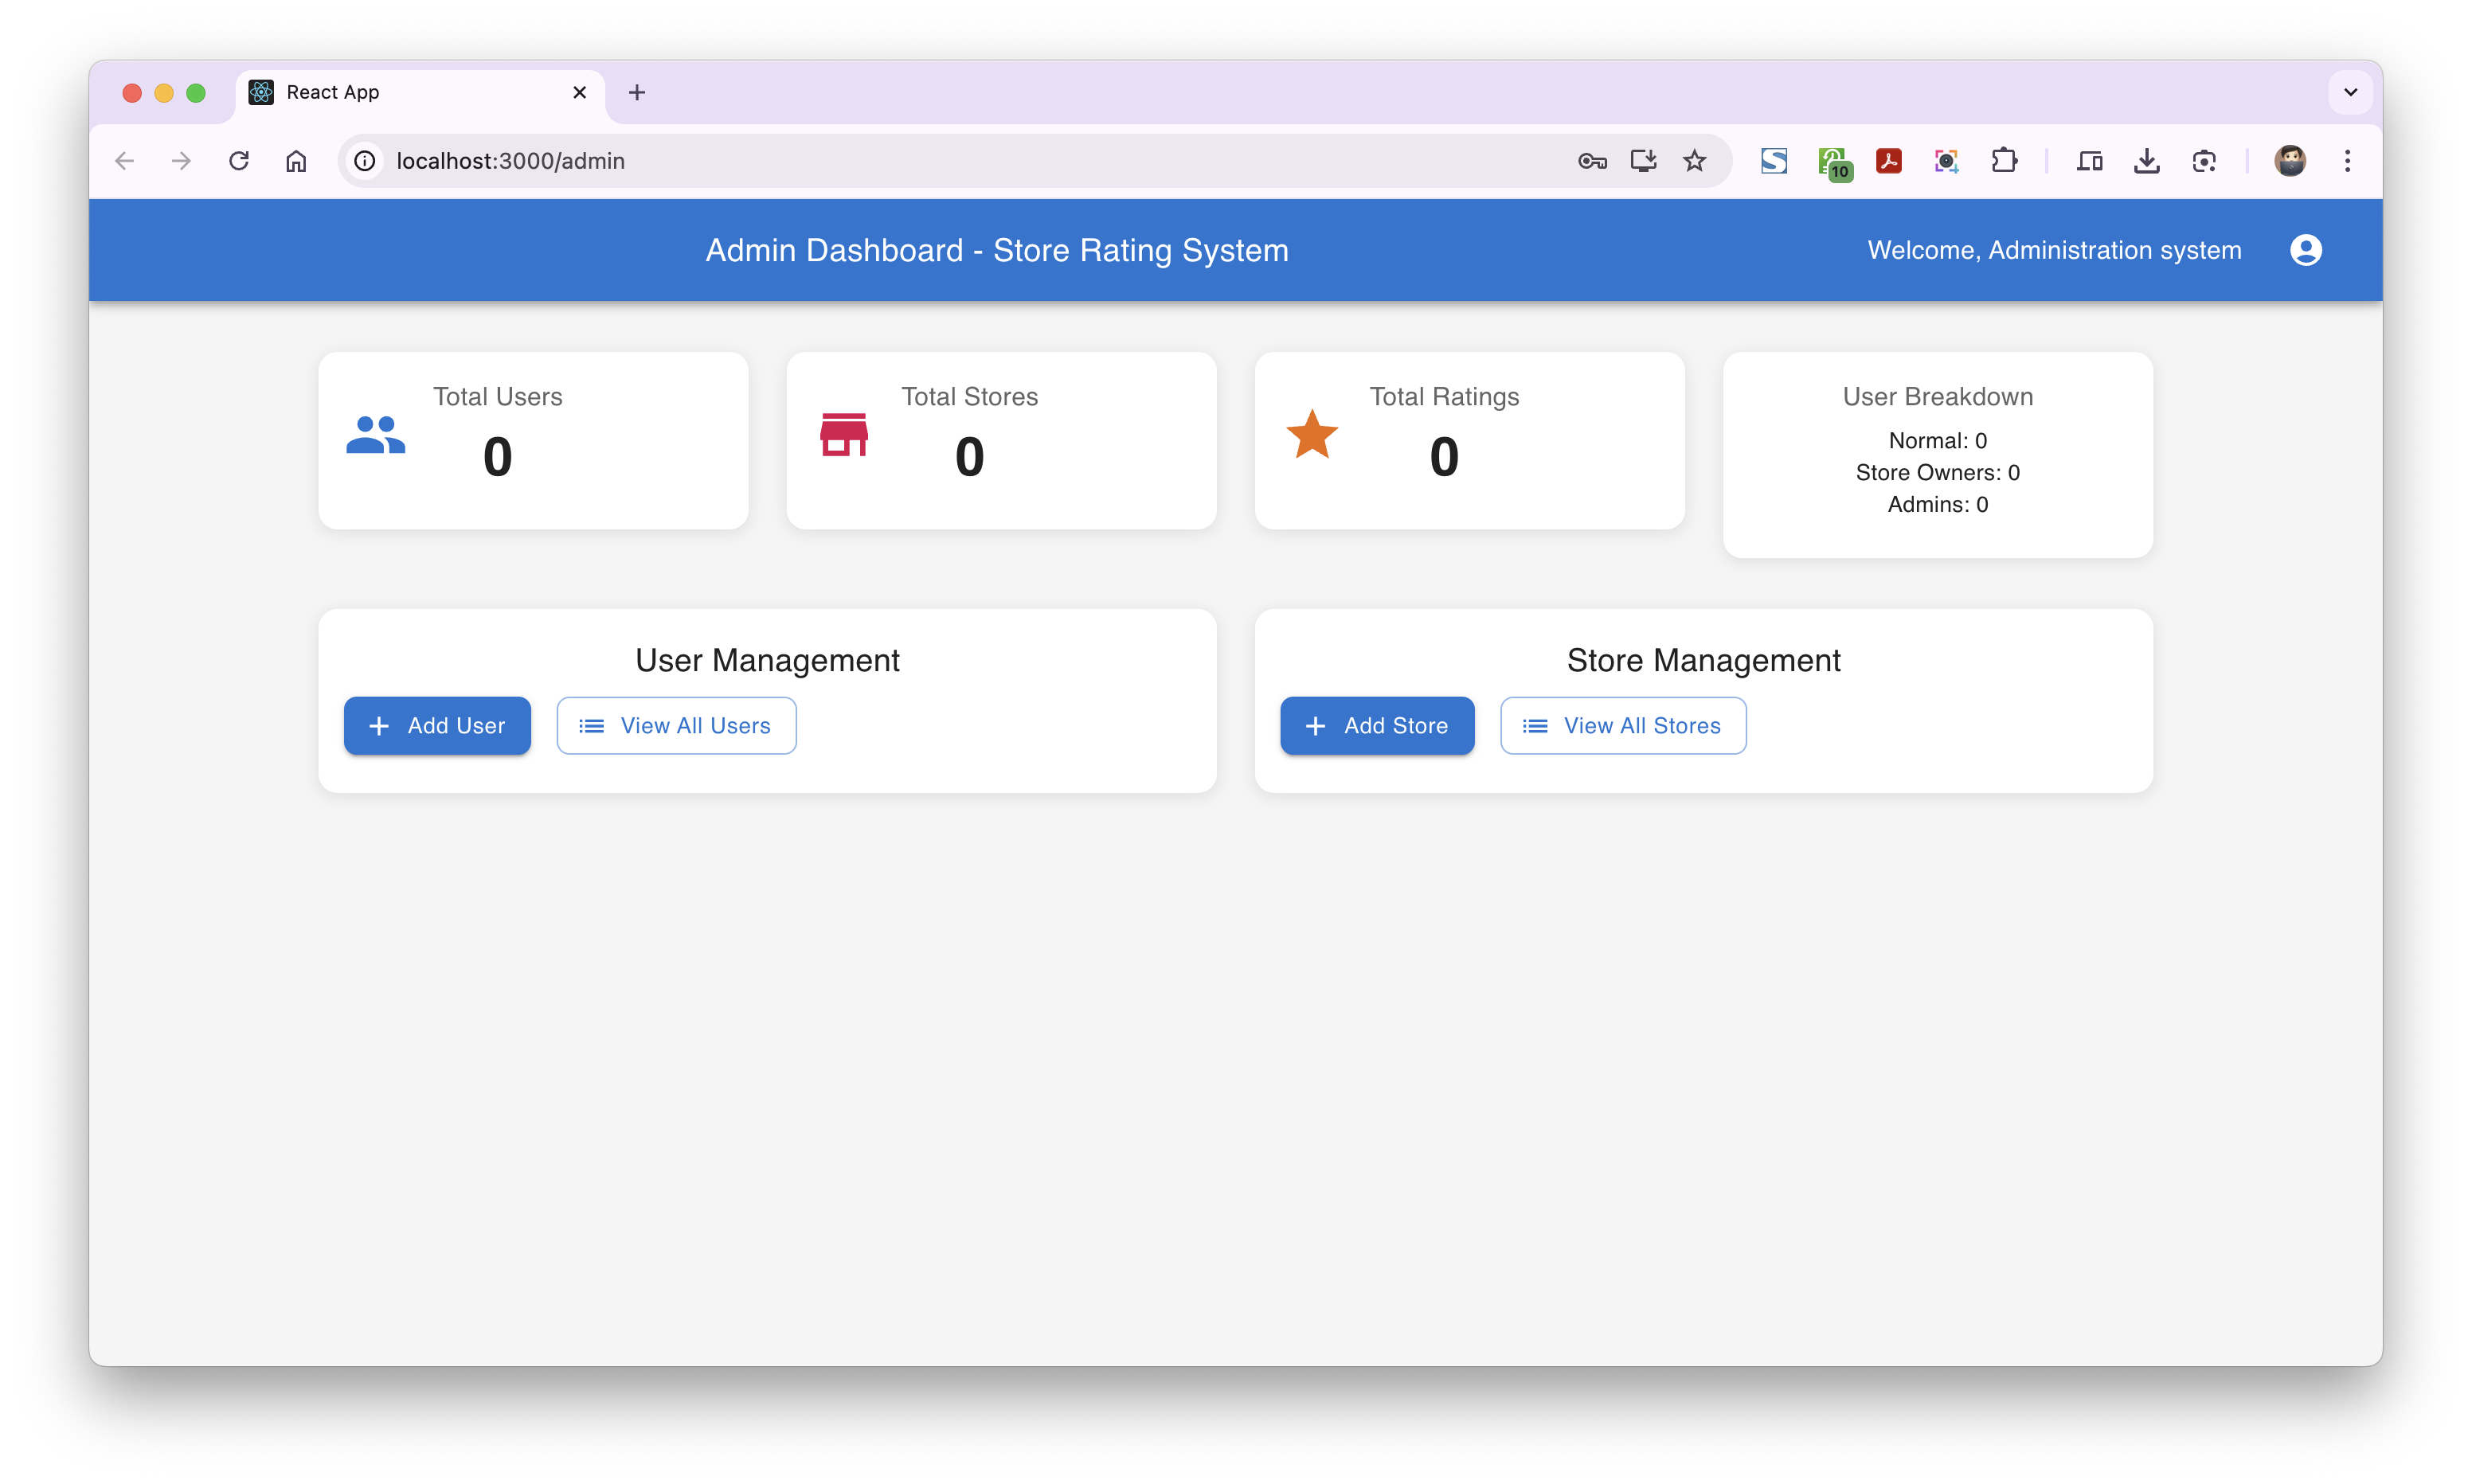 React App
localhost:3000/admin
10
Admin Dashboard - Store Rating System
Welcome, Administration system
Total Users
0
Total Stores
0
Total Ratings
0
User Breakdown
Normal: 0
Store Owners: 0
Admins: 0
User Management
Add User
View All Users
Store Management
Add Store
View All Stores